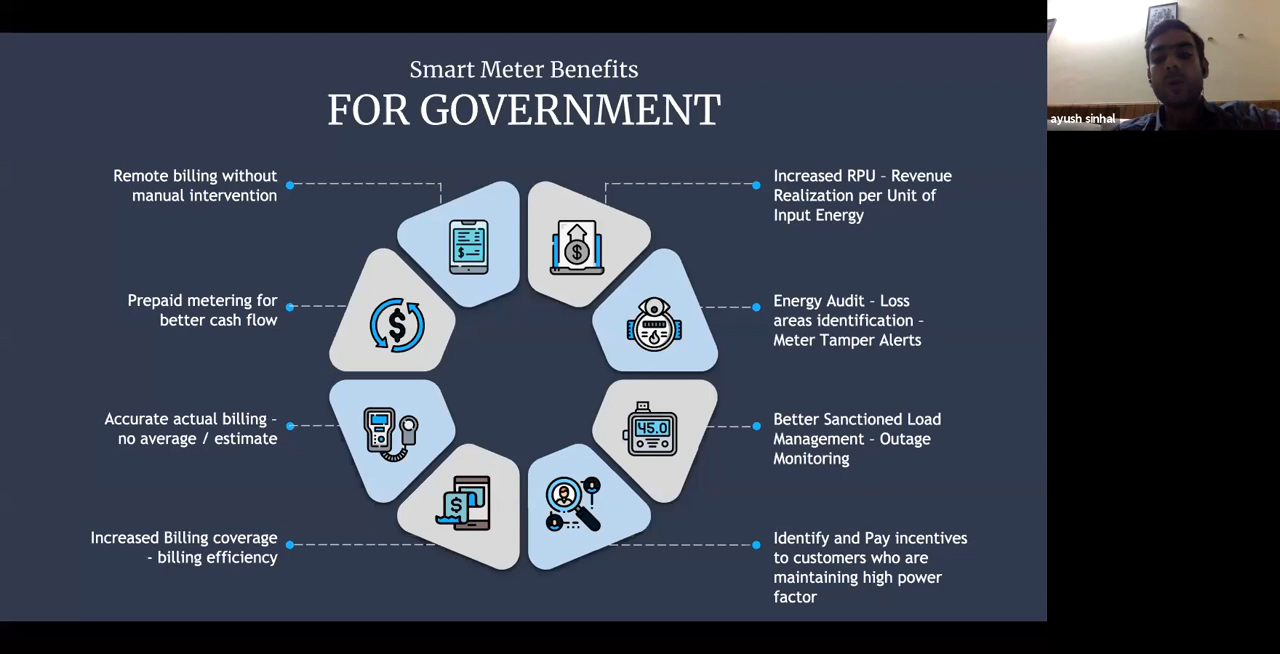 Smart Meter Benefits
FOR GOVERNMENT
Remote billing without
manual intervention
Prepaid metering for
better cash flow
Accurate actual billing –
no average / estimate
Increased Billing coverage
- billing efficiency
Increased RPU – Revenue
Realization per Unit of
Input Energy
Energy Audit – Loss
areas identification –
Meter Tamper Alerts
Better Sanctioned Load
Management – Outage
Monitoring
Identify and Pay incentives
to customers who are
maintaining high power
factor
45.0
ayush sinhal